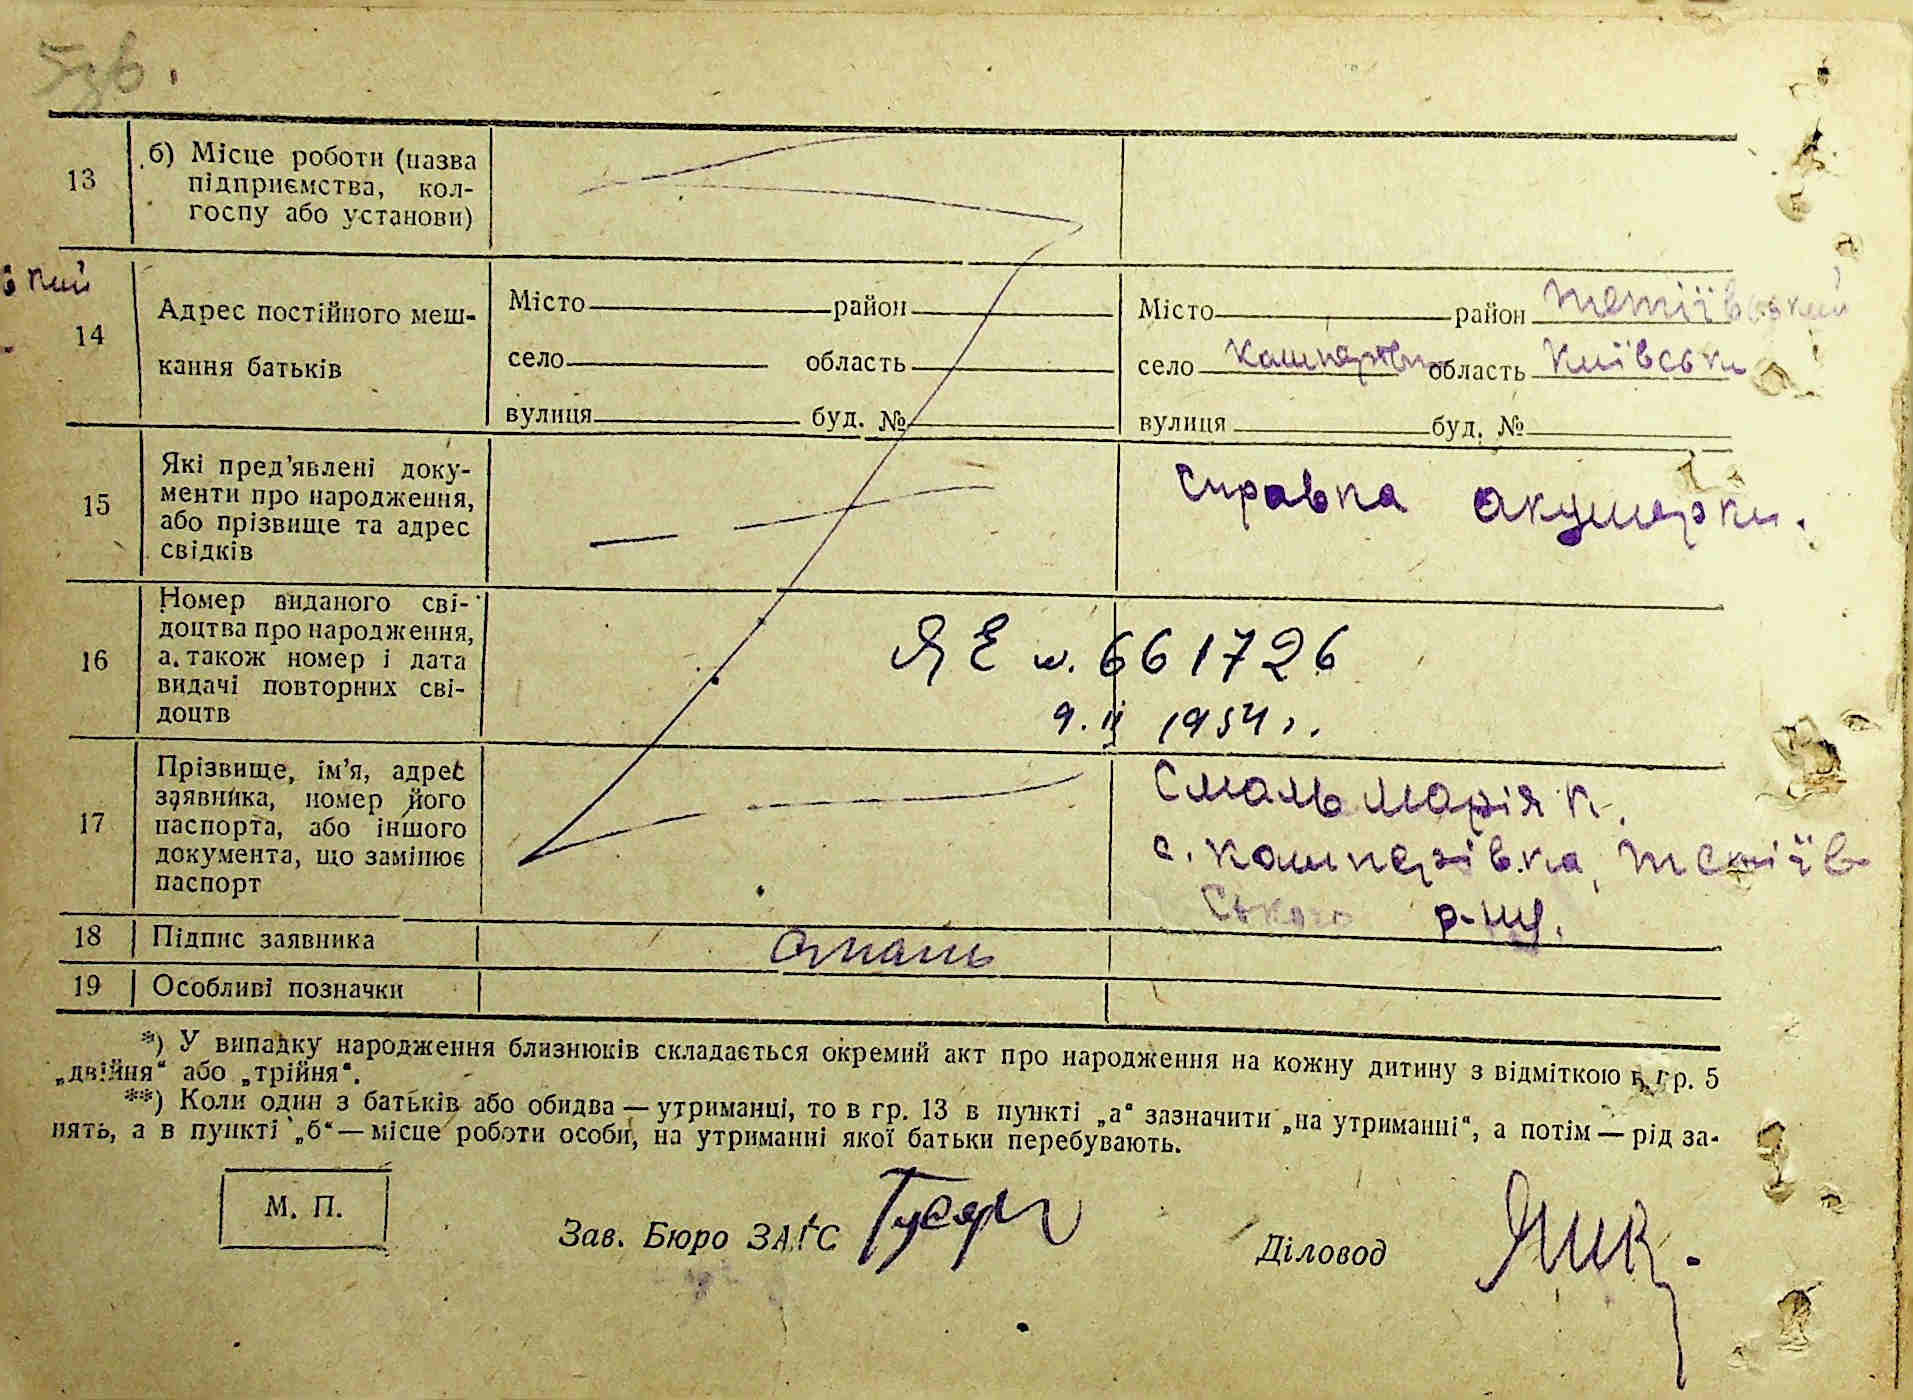 5зв.
13
б) Місце роботи (назва
підприємства, кол-
госпу або установи)
14
Адрес постійного меш-
кання батьків
Місто район
село область
вулиця буд. №
Місто район Тетіївський
село Кашперівка область Київська
вулиця буд. №
15
Які пред'явлені доку-
менти про народження,
або прізвище та адрес
свідків
Справка акушерки.
16
Номер виданого сві-
доцтва про народження,
а також номер і дата
видачі повторних сві-
доцтв
ЯЕ н. 661726
9. II 1954 г.
17
Прізвище, ім'я, адрес
заявника, номер його
паспорта, або іншого
документа, що замінює
паспорт
Смаль Марія К.
с. Кашперівка, Тетіїв
ського р-ну.
18 Підпис заявника
Смаль
19 Особливі позначки
*) У випадку народження близнюків складається окремий акт про народження на кожну дитину з відміткою в гр. 5
„двійня“ або „трійня“.
**) Коли один з батьків або обидва — утриманці, то в гр. 13 в пункті „а“ зазначити „на утриманні“, а потім — рід за-
нять, а в пункті „б“ — місце роботи особи, на утриманні якої батьки перебувають.
М. П.
Зав. Бюро ЗАГС
Діловод